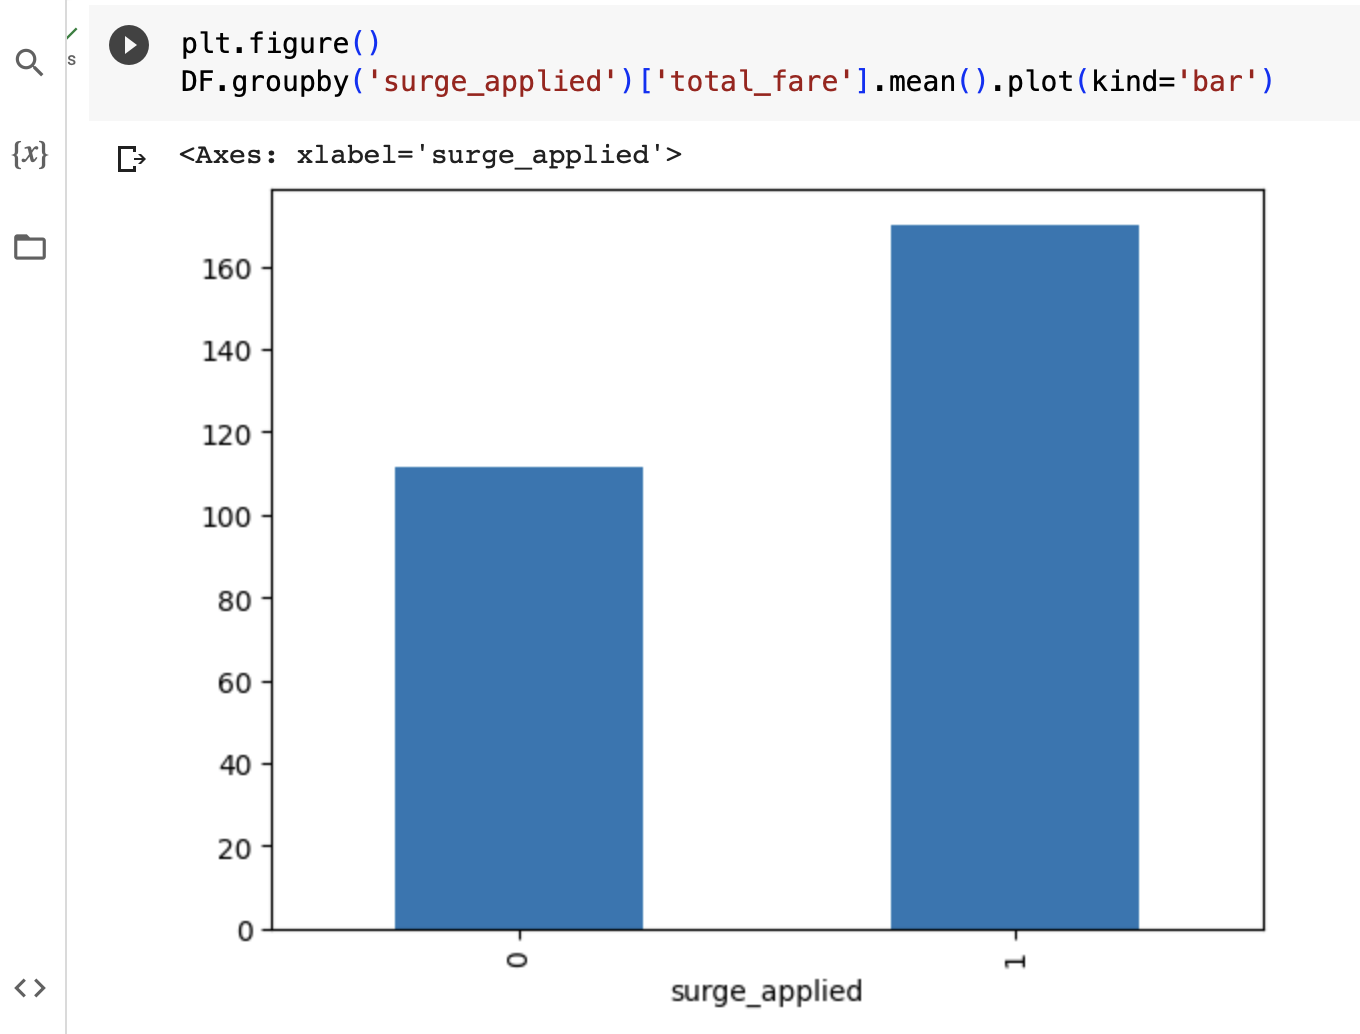 plt.figure()
DF.groupby('surge_applied')['total_fare'].mean().plot(kind='bar')
s
{x}
<Axes: xlabel='surge_applied'>
160
140
120
100
80
60
40
20
0
0
1
surge_applied